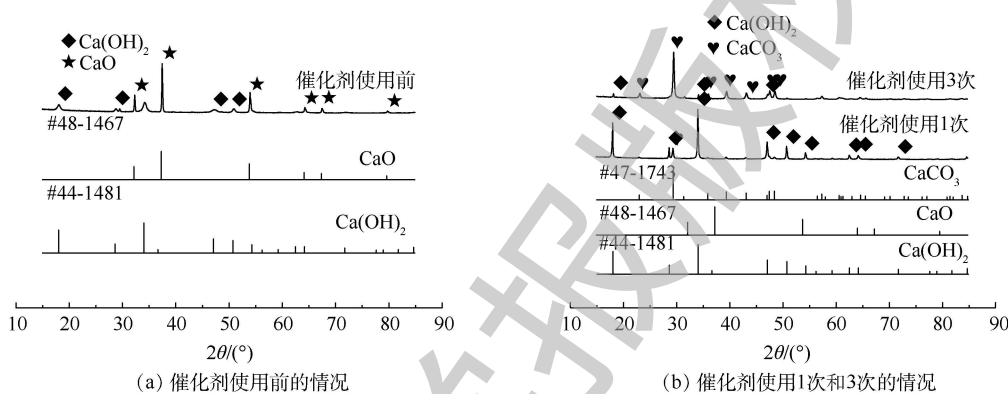 ◆ Ca(OH)₂
★ CaO
催化剂使用前
#48-1467
CaO
#44-1481
Ca(OH)₂
10 20 30 40 50 60 70 80 90
2θ/(°)
(a) 催化剂使用前的情况
◆ Ca(OH)₂
♥ CaCO₃
催化剂使用3次
催化剂使用1次
#47-1743
CaCO₃
#48-1467
CaO
#44-1481
Ca(OH)₂
10 20 30 40 50 60 70 80 90
2θ/(°)
(b) 催化剂使用1次和3次的情况
报版权